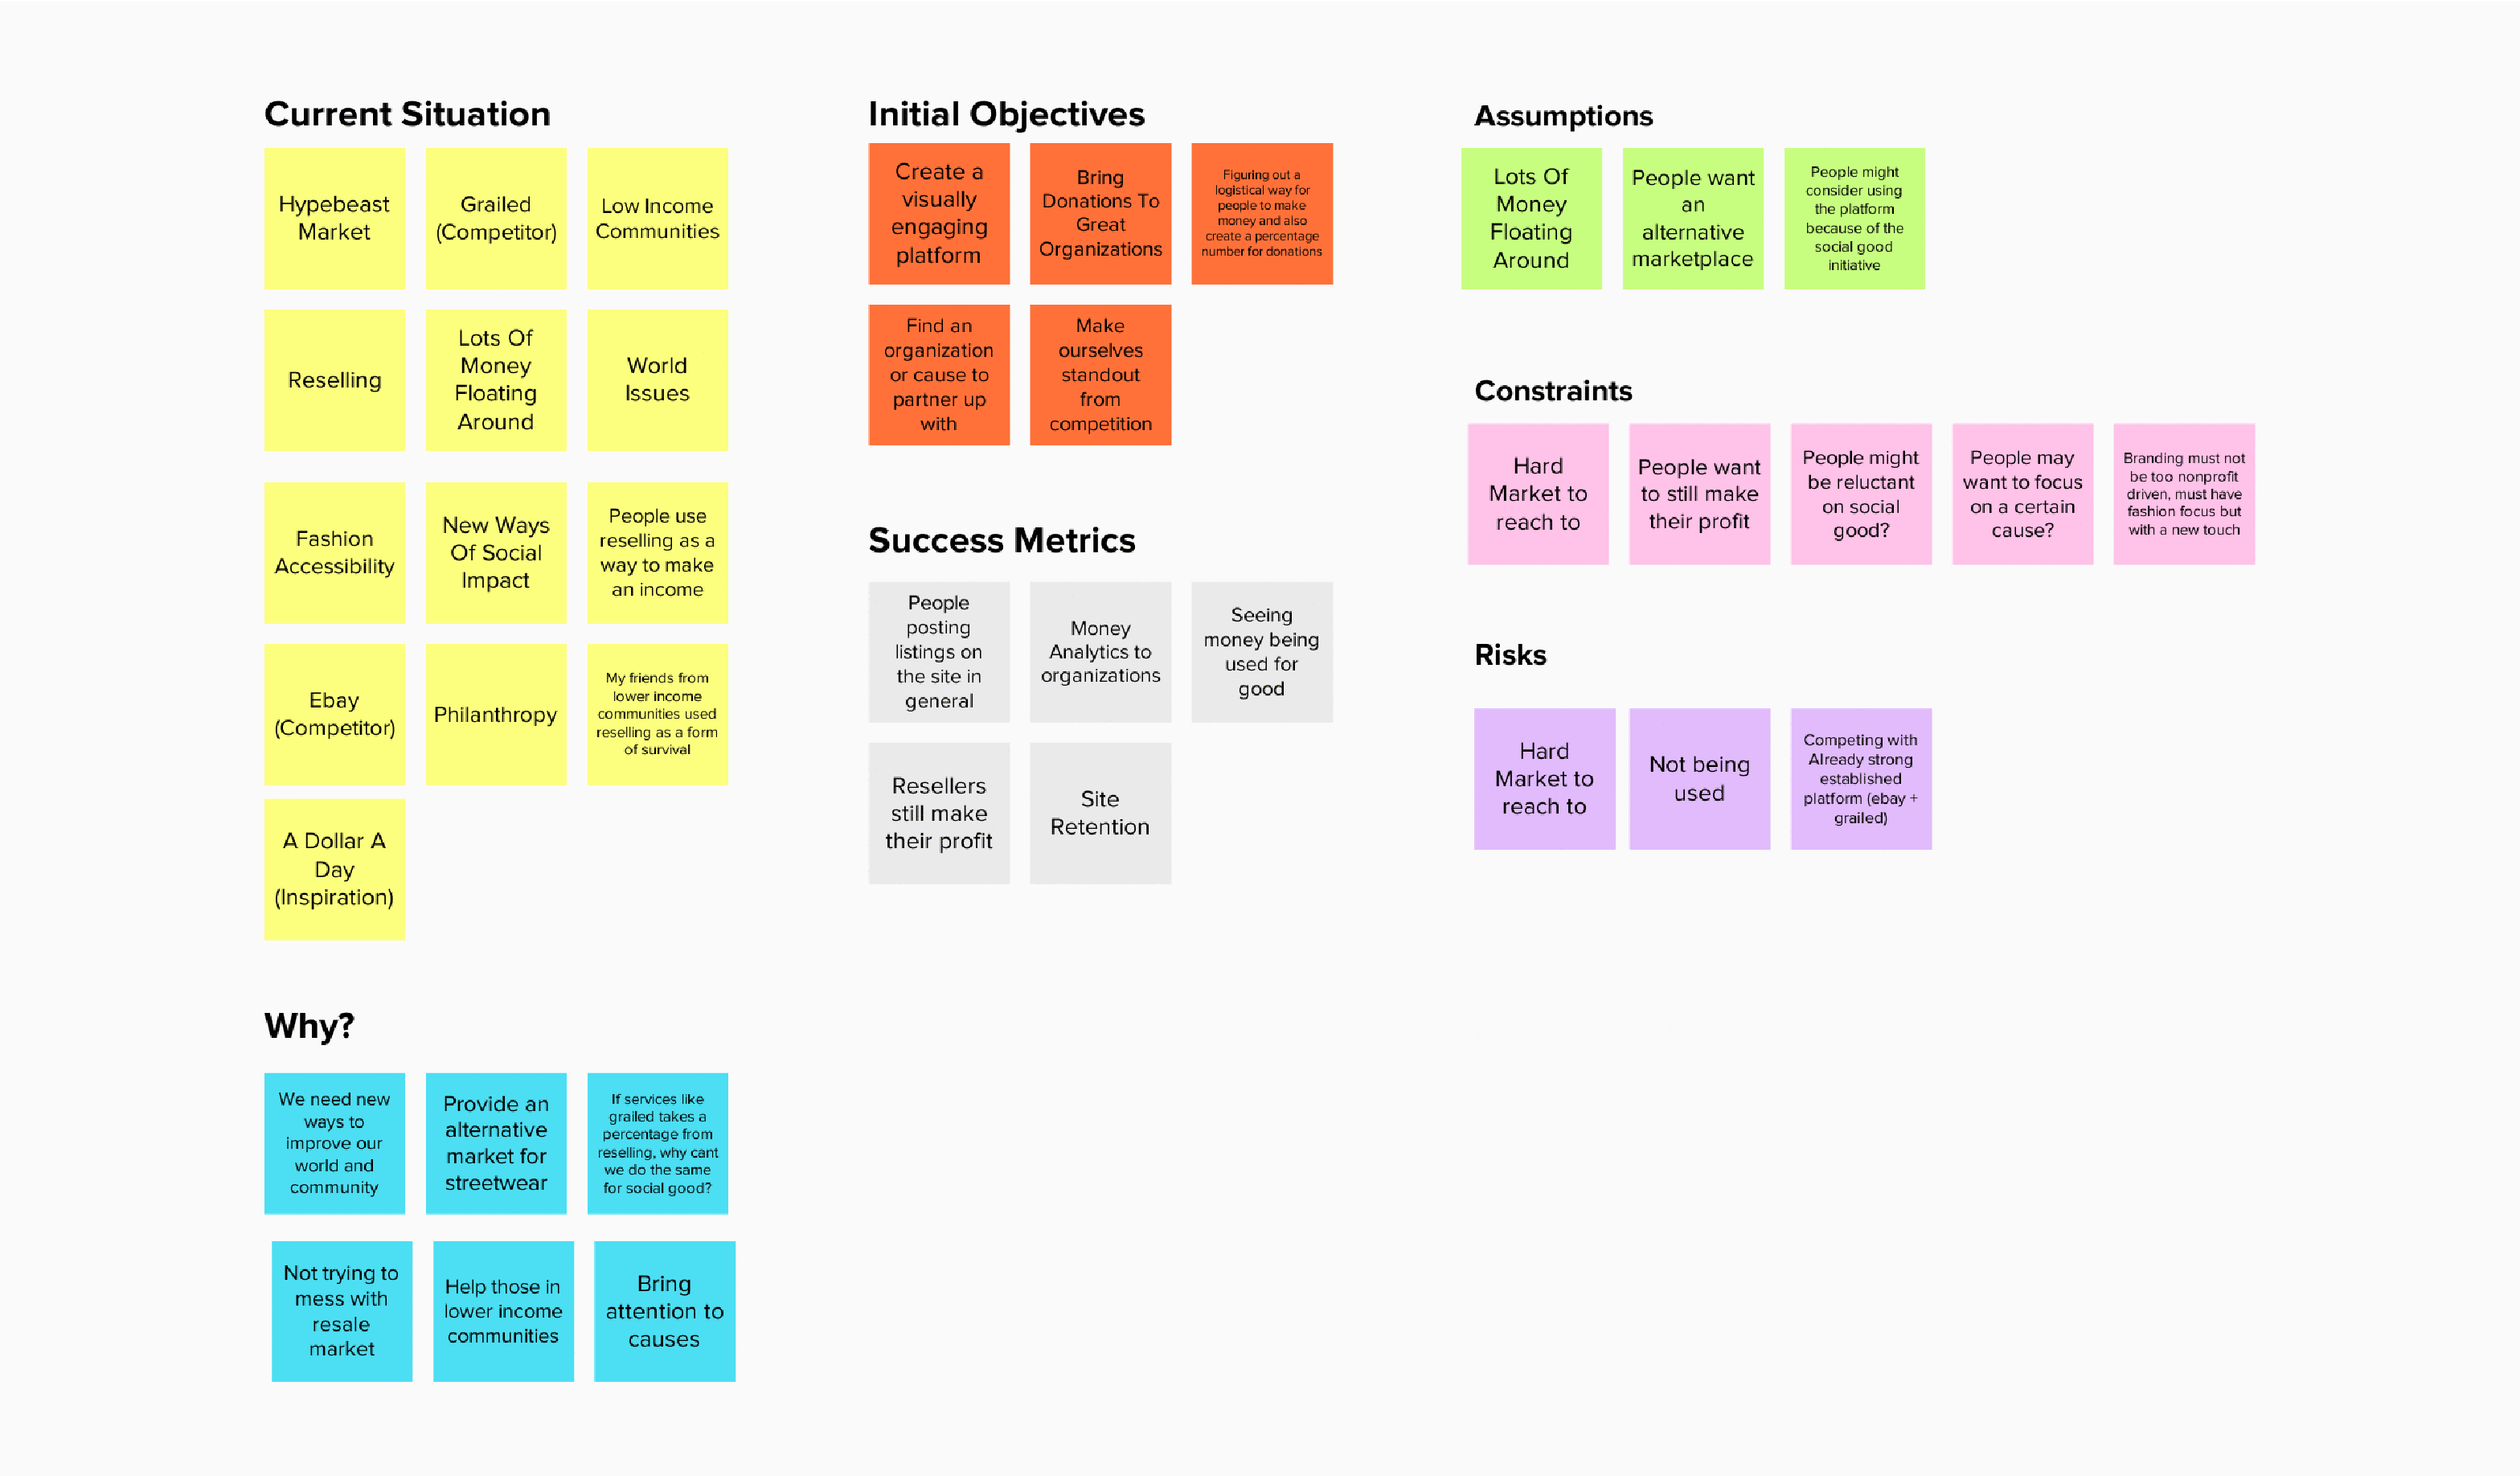 Current Situation
Hypebeast
Market
Grailed
(Competitor)
Low Income
Communities
Reselling
Lots Of
Money
Floating
Around
World
Issues
Fashion
Accessibility
New Ways
Of Social
Impact
People use
reselling as a
way to make
an income
Ebay
(Competitor)
Philanthropy
My friends from
lower income
communities used
reselling as a form
of survival
A Dollar A
Day
(Inspiration)
Why?
We need new
ways to
improve our
world and
community
Provide an
alternative
market for
streetwear
If services like
grailed takes a
percentage from
reselling, why cant
we do the same
for social good?
Not trying to
mess with
resale
market
Help those in
lower income
communities
Bring
attention to
causes
Initial Objectives
Create a
visually
engaging
platform
Bring
Donations To
Great
Organizations
Figuring out a
logistical way for
people to make
money and also
create a percentage
number for donations
Find an
organization
or cause to
partner up
with
Make
ourselves
standout
from
competition
Success Metrics
People
posting
listings on
the site in
general
Money
Analytics to
organizations
Seeing
money being
used for
good
Resellers
still make
their profit
Site
Retention
Assumptions
Lots Of
Money
Floating
Around
People want
an
alternative
marketplace
People might
consider using
the platform
because of the
social good
initiative
Constraints
Hard
Market to
reach to
People want
to still make
their profit
People might
be reluctant
on social
good?
People may
want to focus
on a certain
cause?
Branding must not
be too nonprofit
driven, must have
fashion focus but
with a new touch
Risks
Hard
Market to
reach to
Not being
used
Competing with
Already strong
established
platform (ebay +
grailed)